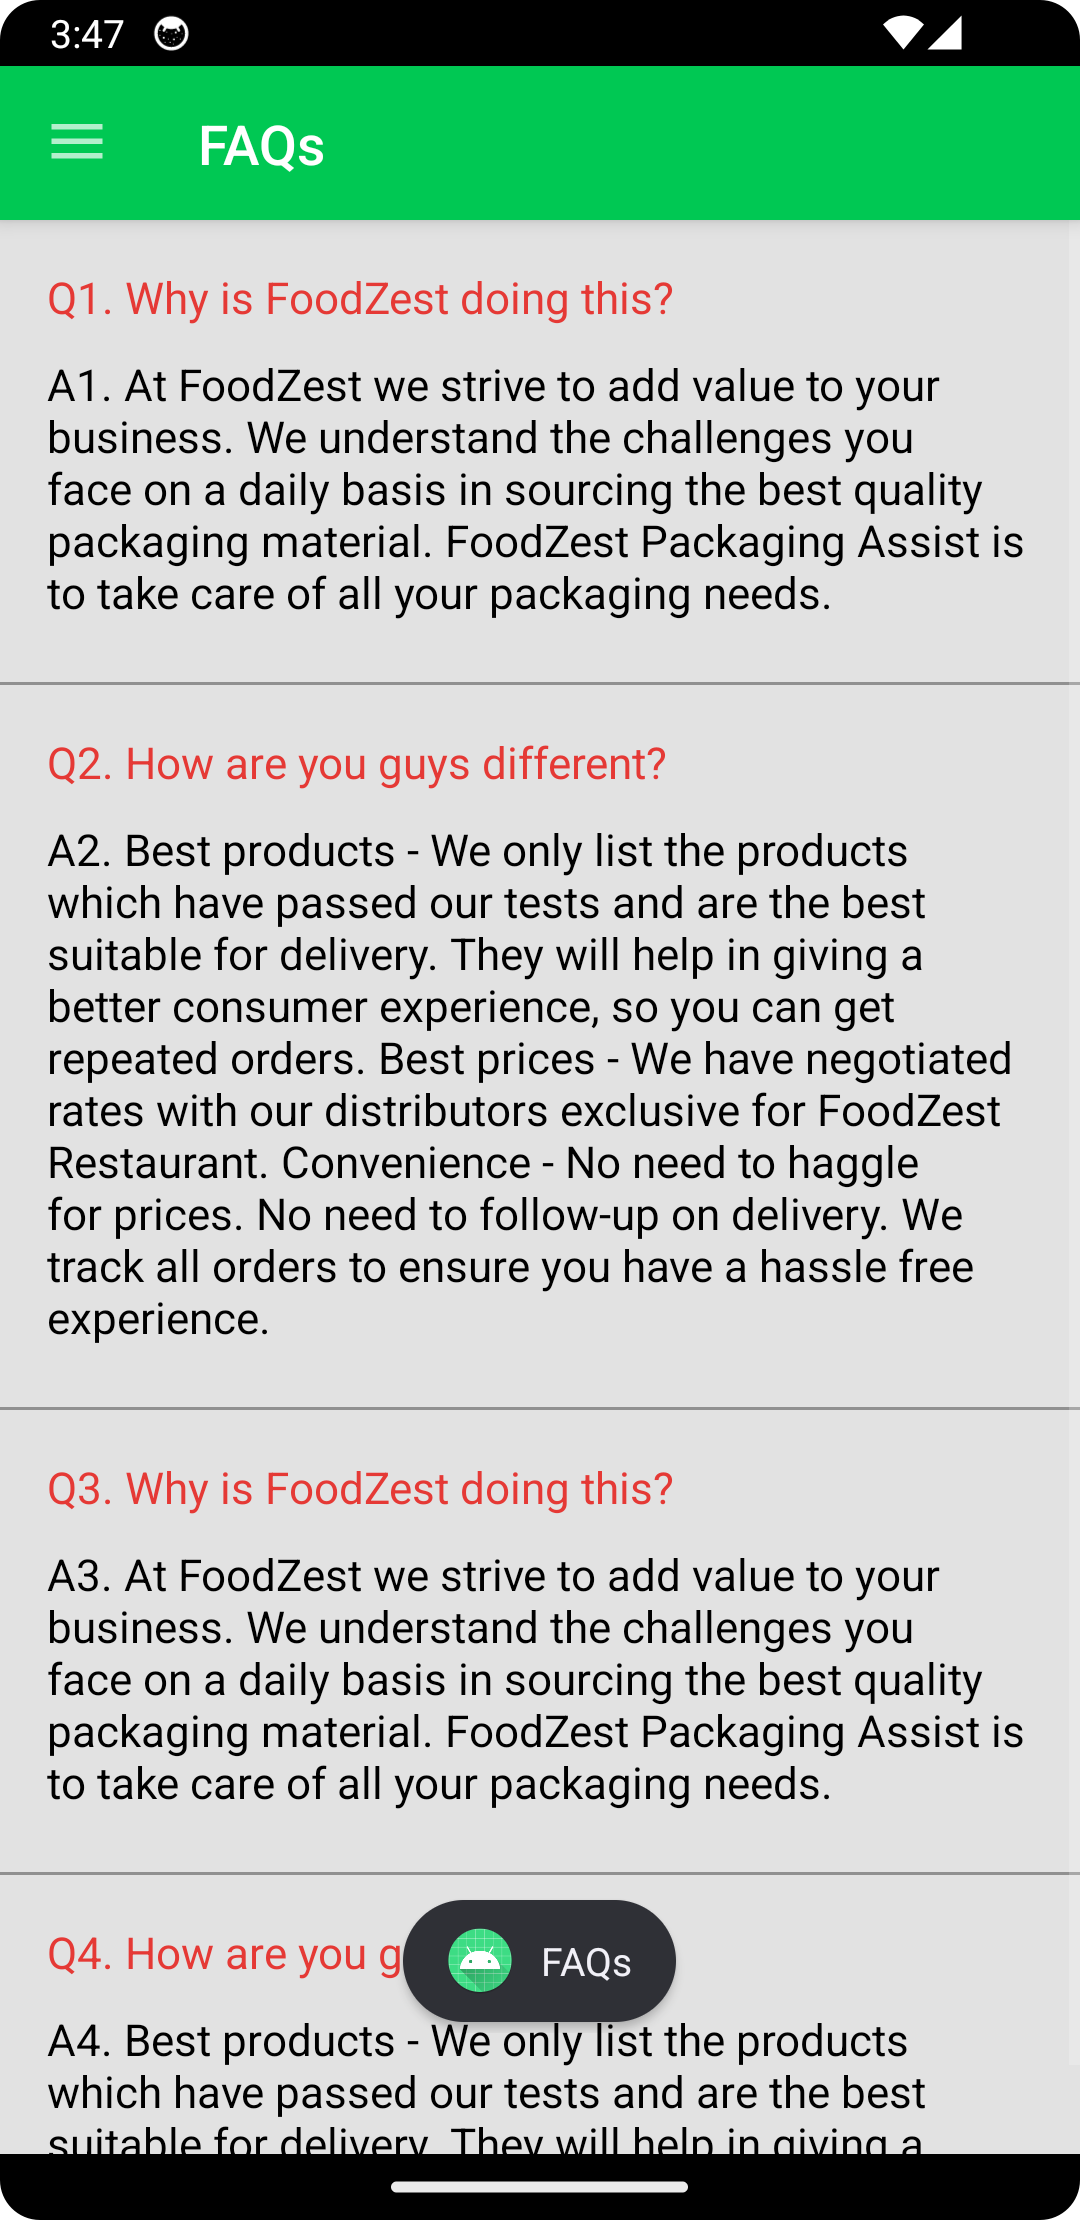 3:47
FAQs
Q1. Why is FoodZest doing this?
A1. At FoodZest we strive to add value to your
business. We understand the challenges you
face on a daily basis in sourcing the best quality
packaging material. FoodZest Packaging Assist is
to take care of all your packaging needs.
Q2. How are you guys different?
A2. Best products - We only list the products
which have passed our tests and are the best
suitable for delivery. They will help in giving a
better consumer experience, so you can get
repeated orders. Best prices - We have negotiated
rates with our distributors exclusive for FoodZest
Restaurant. Convenience - No need to haggle
for prices. No need to follow-up on delivery. We
track all orders to ensure you have a hassle free
experience.
Q3. Why is FoodZest doing this?
A3. At FoodZest we strive to add value to your
business. We understand the challenges you
face on a daily basis in sourcing the best quality
packaging material. FoodZest Packaging Assist is
to take care of all your packaging needs.
Q4. How are you g
FAQs
A4. Best products - We only list the products
which have passed our tests and are the best
suitable for delivery. They will help in giving a